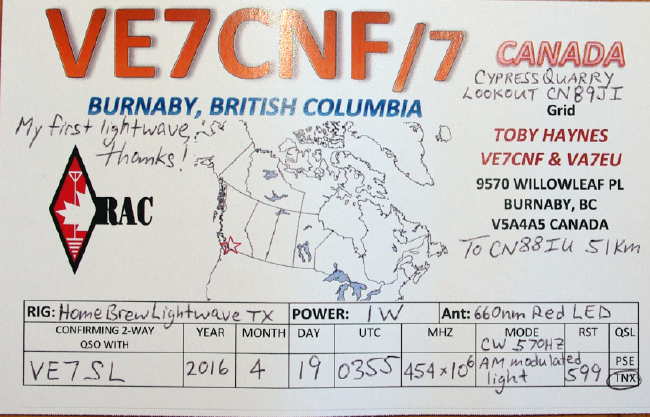 VE7CNF/7
CANADA
CYPRESS QUARRY
LOOKOUT CN89JI
Grid
BURNABY, BRITISH COLUMBIA
My first lightwave,
Thanks!
RAC
TOBY HAYNES
VE7CNF & VA7EU
9570 WILLOWLEAF PL
BURNABY, BC
V5A4A5 CANADA
To CN88IU 51km
RIG: HomeBrew Lightwave TX POWER: 1W Ant: 660nm Red LED
CONFIRMING 2-WAY QSO WITH YEAR MONTH DAY UTC MHZ MODE RST QSL
VE7SL 2016 4 19 0355 454×10⁶ CW 570HZ AM modulated light 599 PSE TNX